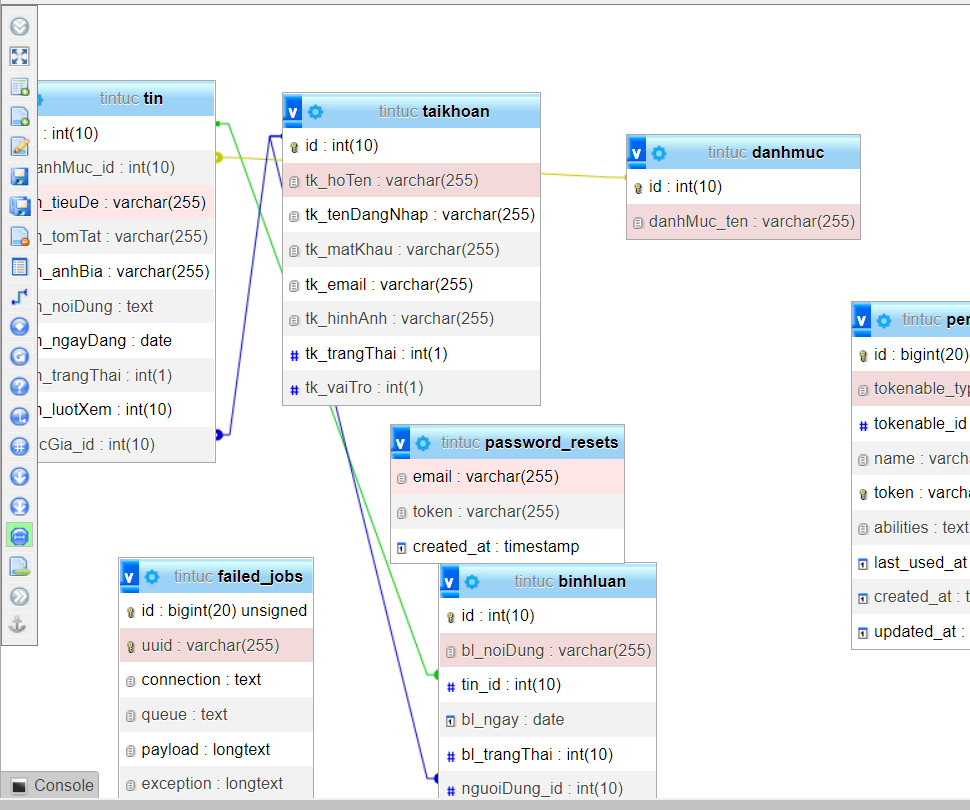 tintuc tin
: int(10)
anhMuc_id : int(10)
n_tieuDe : varchar(255)
n_tomTat : varchar(255)
n_anhBia : varchar(255)
n_noiDung : text
n_ngayDang : date
n_trangThai : int(1)
n_luotXem : int(10)
cGia_id : int(10)
v tintuc taikhoan
id : int(10)
tk_hoTen : varchar(255)
tk_tenDangNhap : varchar(255)
tk_matKhau : varchar(255)
tk_email : varchar(255)
tk_hinhAnh : varchar(255)
# tk_trangThai : int(1)
# tk_vaiTro : int(1)
v tintuc danhmuc
id : int(10)
danhMuc_ten : varchar(255)
v tintuc per
id : bigint(20)
tokenable_typ
# tokenable_id
name : varcha
token : varcha
abilities : text
last_used_at
created_at : t
updated_at :
v tintuc password_resets
email : varchar(255)
token : varchar(255)
created_at : timestamp
v tintuc failed_jobs
id : bigint(20) unsigned
uuid : varchar(255)
connection : text
queue : text
payload : longtext
exception : longtext
v tintuc binhluan
id : int(10)
bl_noiDung : varchar(255)
# tin_id : int(10)
bl_ngay : date
# bl_trangThai : int(10)
# nguoiDung_id : int(10)
Console